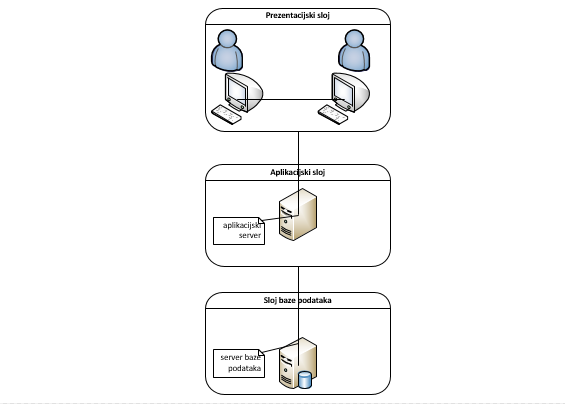 Prezentacijski sloj
Aplikacijski sloj
aplikacijski
server
Sloj baze podataka
server baze
podataka